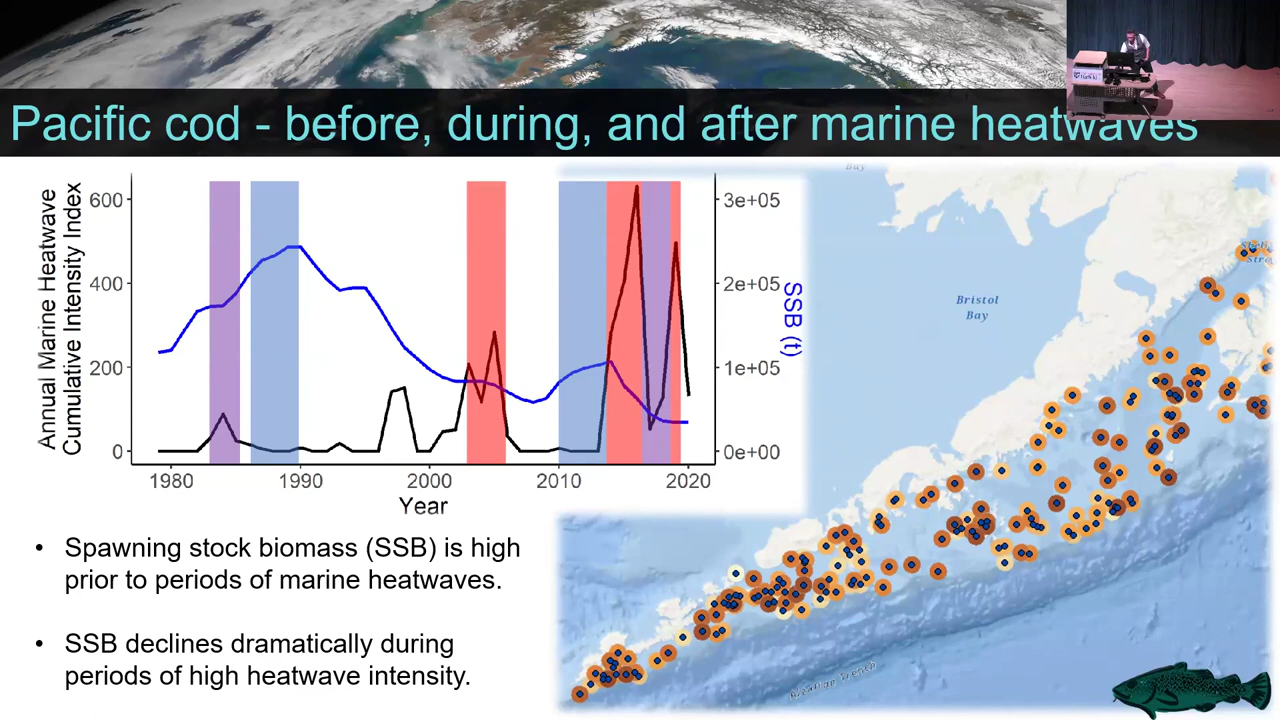 Pacific cod - before, during, and after marine heatwaves
Annual Marine Heatwave
Cumulative Intensity Index
600
400
200
0
3e+05
2e+05
1e+05
0e+00
SSB (t)
1980
1990
2000
2010
2020
Year
• Spawning stock biomass (SSB) is high
prior to periods of marine heatwaves.
• SSB declines dramatically during
periods of high heatwave intensity.
Bay
Bristol
Bay
Aleutian Trench